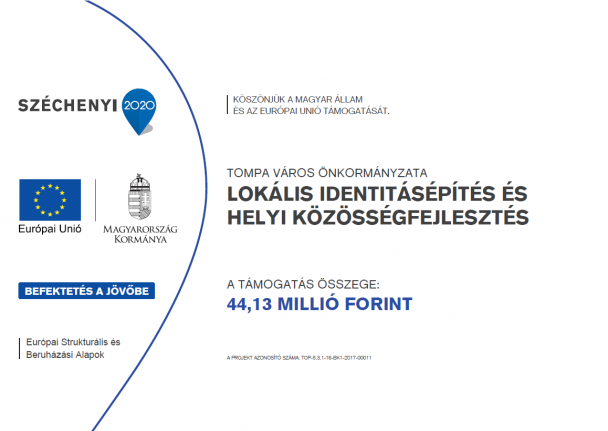 SZÉCHENYI 2020
KÖSZÖNJÜK A MAGYAR ÁLLAM
ÉS AZ EURÓPAI UNIÓ TÁMOGATÁSÁT.
TOMPA VÁROS ÖNKORMÁNYZATA
LOKÁLIS IDENTITÁSÉPÍTÉS ÉS
HELYI KÖZÖSSÉGFEJLESZTÉS
Európai Unió
MAGYARORSZÁG
KORMÁNYA
A TÁMOGATÁS ÖSSZEGE:
44,13 MILLIÓ FORINT
BEFEKTETÉS A JÖVŐBE
Európai Strukturális és
Beruházási Alapok
A PROJEKT AZONOSÍTÓ SZÁMA: TOP-5.3.1-16-BK1-2017-00011